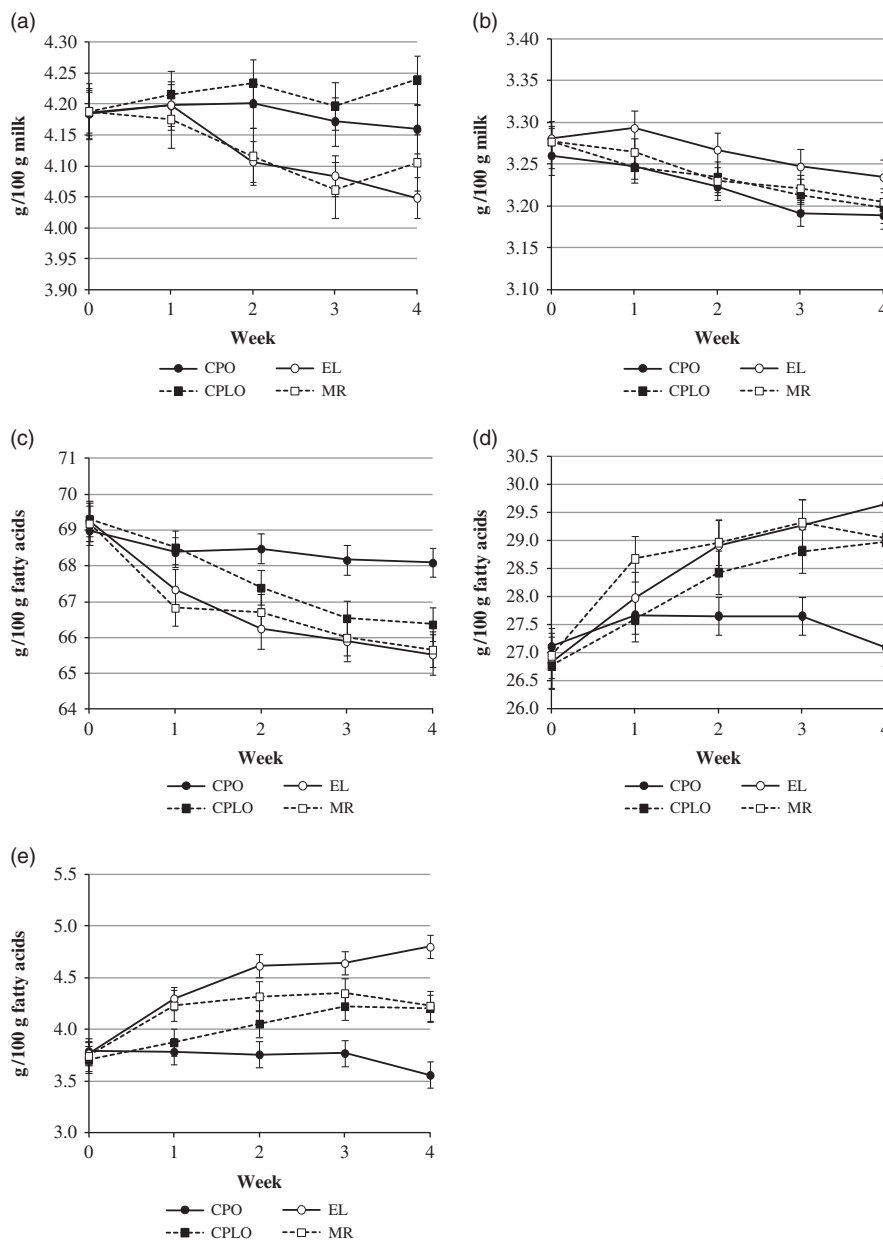 (a)
4.30
4.25
4.20
4.15
4.10
4.05
4.00
3.95
3.90
g/100 g milk
0 1 2 3 4
Week
CPO EL
CPLO MR
(b)
3.40
3.30
3.20
3.10
g/100 g milk
0 1 2 3 4
Week
CPO EL
CPLO MR
(c)
71
70
69
68
67
66
65
64
g/100 g fatty acids
0 1 2 3 4
Week
CPO EL
CPLO MR
(d)
30.5
30.0
29.5
29.0
28.5
28.0
27.5
27.0
26.5
26.0
g/100 g fatty acids
0 1 2 3 4
Week
CPO EL
CPLO MR
(e)
5.5
5.0
4.5
4.0
3.5
3.0
g/100 g fatty acids
0 1 2 3 4
Week
CPO EL
CPLO MR